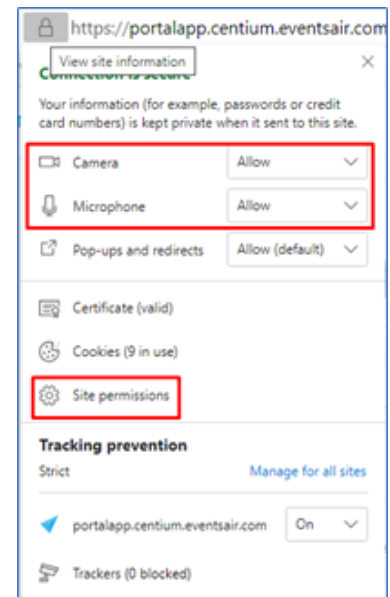 https://portalapp.centium.eventsair.com
View site information
Connection is secure
Your information (for example, passwords or credit
card numbers) is kept private when it sent to this site.
Camera Allow
Microphone Allow
Pop-ups and redirects Allow (default)
Certificate (valid)
Cookies (9 in use)
Site permissions
Tracking prevention
Strict Manage for all sites
portalapp.centium.eventsair.com On
Trackers (0 blocked)